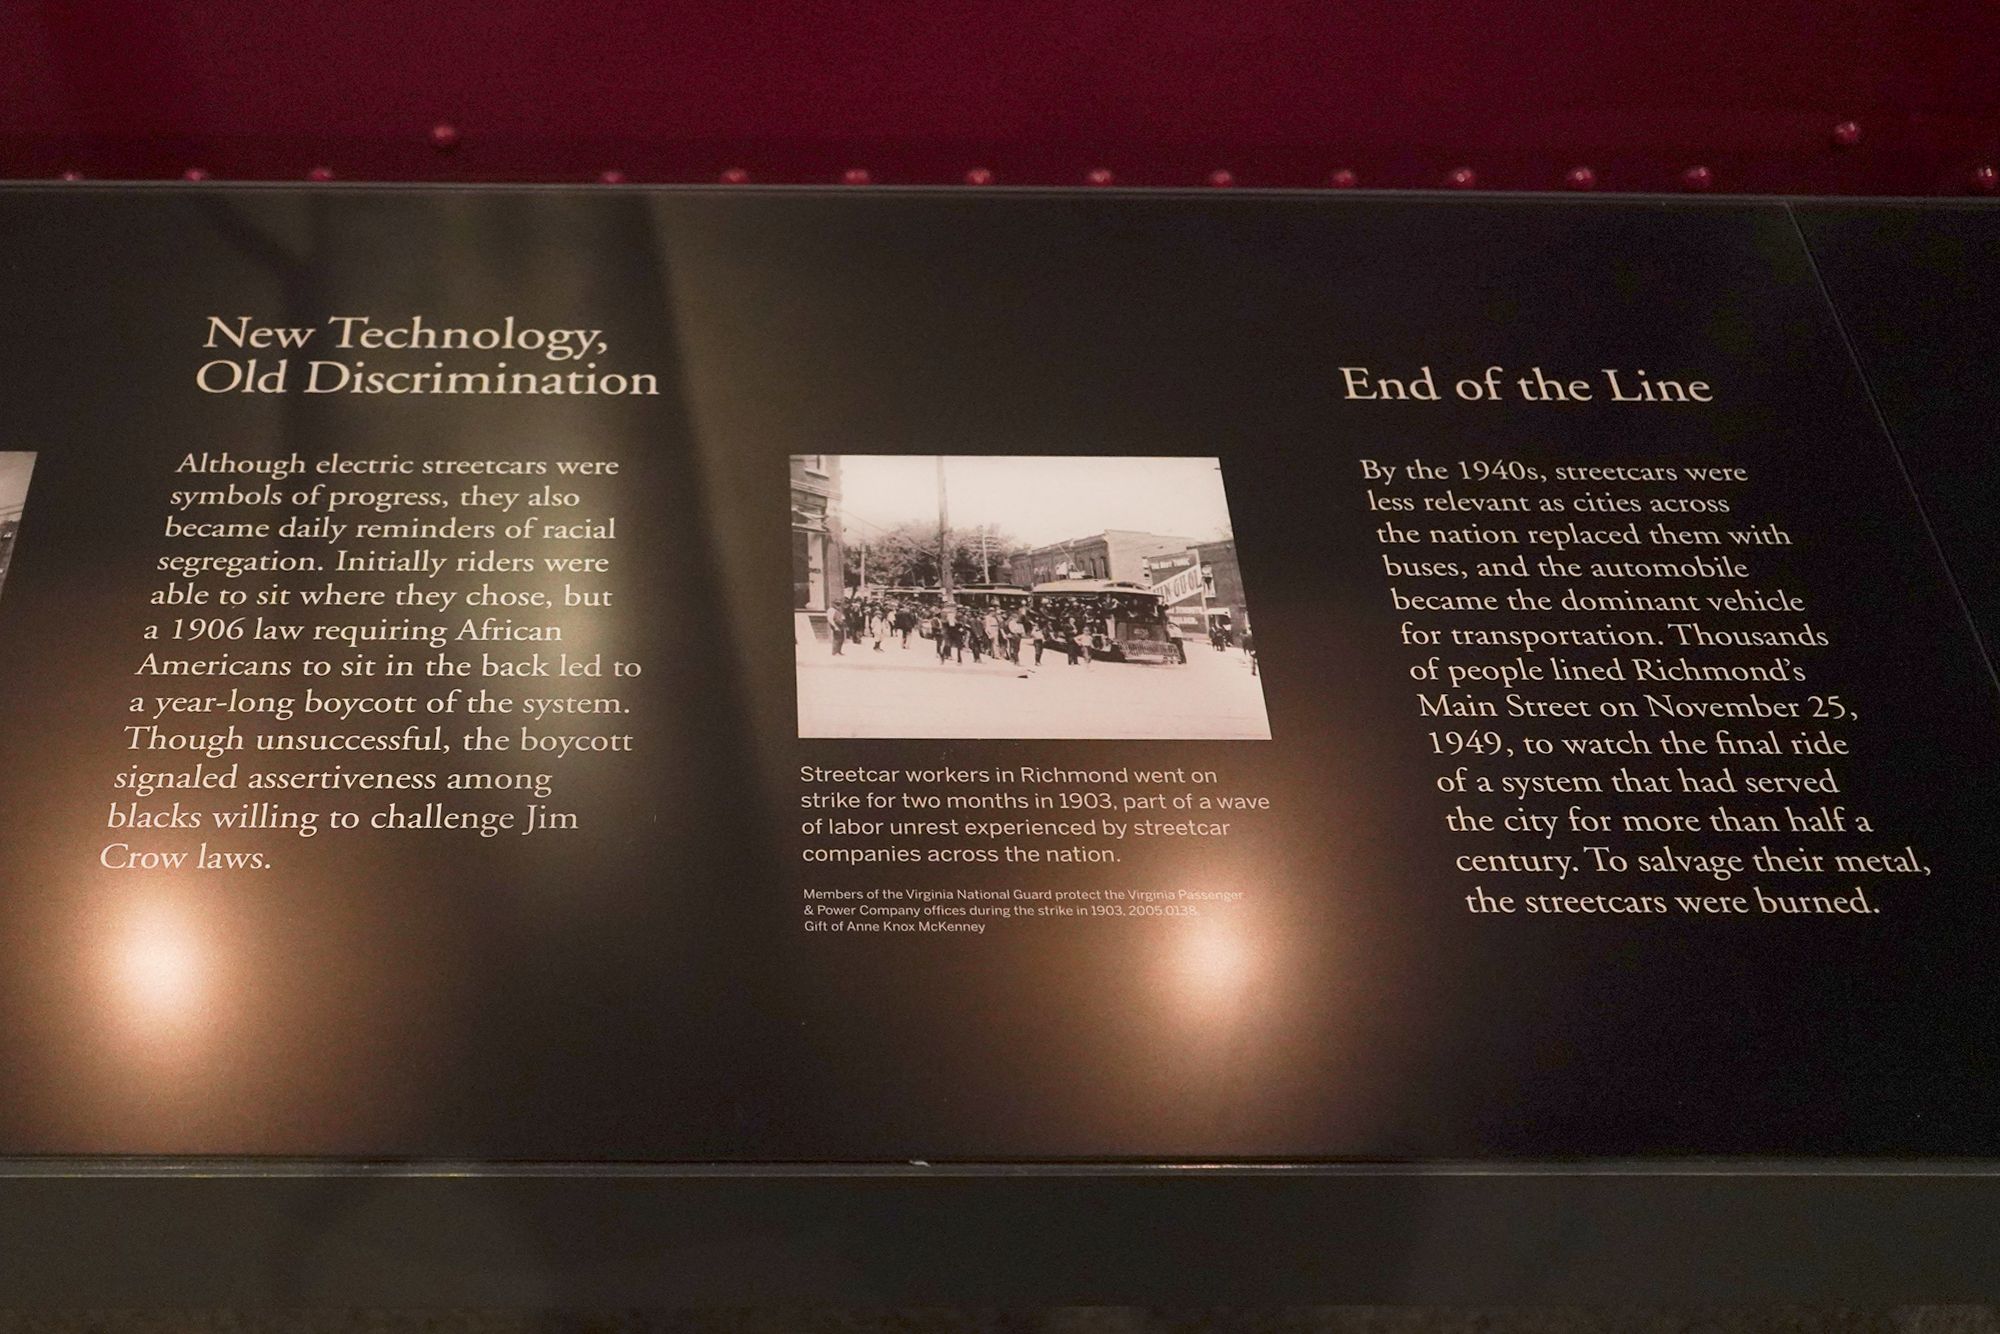 New Technology,
Old Discrimination
Although electric streetcars were
symbols of progress, they also
became daily reminders of racial
segregation. Initially riders were
able to sit where they chose, but
a 1906 law requiring African
Americans to sit in the back led to
a year-long boycott of the system.
Though unsuccessful, the boycott
signaled assertiveness among
blacks willing to challenge Jim
Crow laws.
Streetcar workers in Richmond went on
strike for two months in 1903, part of a wave
of labor unrest experienced by streetcar
companies across the nation.
Members of the Virginia National Guard protect the Virginia Passenger
& Power Company offices during the strike in 1903. 2005.0138.
Gift of Anne Knox McKenney
End of the Line
By the 1940s, streetcars were
less relevant as cities across
the nation replaced them with
buses, and the automobile
became the dominant vehicle
for transportation. Thousands
of people lined Richmond's
Main Street on November 25,
1949, to watch the final ride
of a system that had served
the city for more than half a
century. To salvage their metal,
the streetcars were burned.